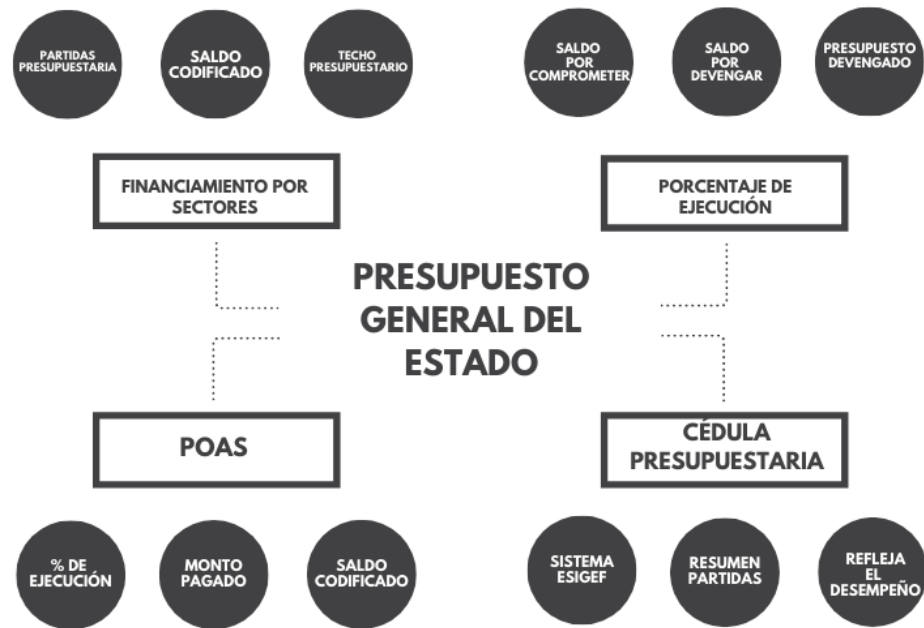 PARTIDAS
PRESUPUESTARIA
SALDO
CODIFICADO
TECHO
PRESUPUESTARIO
SALDO
POR
COMPROMETER
SALDO
POR
DEVENGAR
PRESUPUESTO
DEVENGADO
FINANCIAMIENTO POR
SECTORES
PORCENTAJE DE
EJECUCIÓN
PRESUPUESTO
GENERAL DEL
ESTADO
POAS
CÉDULA
PRESUPUESTARIA
% DE
EJECUCIÓN
MONTO
PAGADO
SALDO
CODIFICADO
SISTEMA
ESIGEF
RESUMEN
PARTIDAS
REFLEJA
EL
DESEMPEÑO